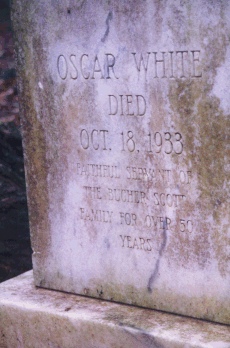 OSCAR WHITE
DIED
OCT. 18. 1933
FAITHFUL SERVANT OF
THE BUCHER SCOTT
FAMILY FOR OVER 50
YEARS